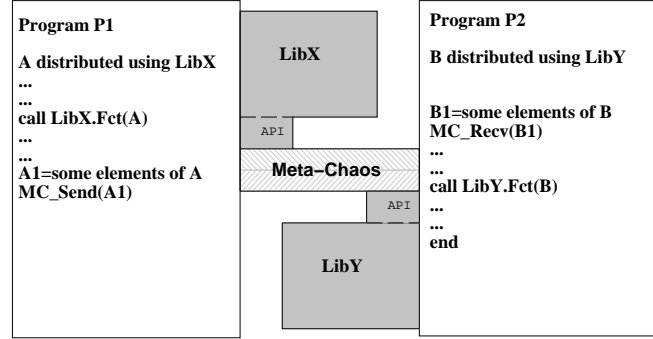 Program P1
A distributed using LibX
...
...
call LibX.Fct(A)
...
...
A1=some elements of A
MC_Send(A1)
LibX
API
Meta-Chaos
API
LibY
Program P2
B distributed using LibY
B1=some elements of B
MC_Recv(B1)
...
...
call LibY.Fct(B)
...
...
end